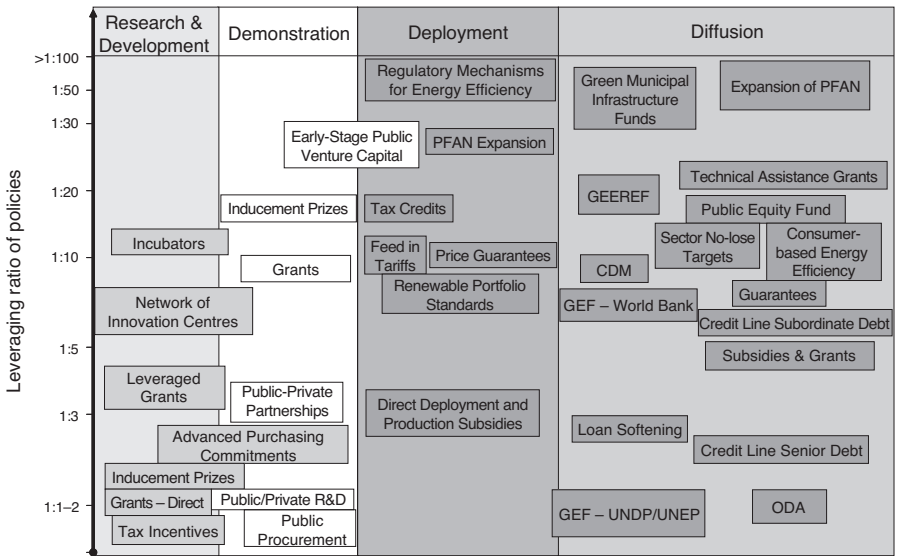 Research &
Development
Demonstration
Deployment
Diffusion
Leveraging ratio of policies
>1:100
1:50
1:30
1:20
1:10
1:5
1:3
1:1–2
Incubators
Network of
Innovation Centres
Leveraged
Grants
Advanced Purchasing
Commitments
Inducement Prizes
Grants – Direct
Tax Incentives
Early-Stage Public
Venture Capital
Inducement Prizes
Grants
Public-Private
Partnerships
Public/Private R&D
Public
Procurement
Regulatory Mechanisms
for Energy Efficiency
PFAN Expansion
Tax Credits
Feed in
Tariffs
Price Guarantees
Renewable Portfolio
Standards
Direct Deployment and
Production Subsidies
Green Municipal
Infrastructure
Funds
Expansion of PFAN
Technical Assistance Grants
GEEREF
Public Equity Fund
Sector No-lose
Targets
Consumer-
based Energy
Efficiency
CDM
Guarantees
GEF – World Bank
Credit Line Subordinate Debt
Subsidies & Grants
Loan Softening
Credit Line Senior Debt
GEF – UNDP/UNEP
ODA